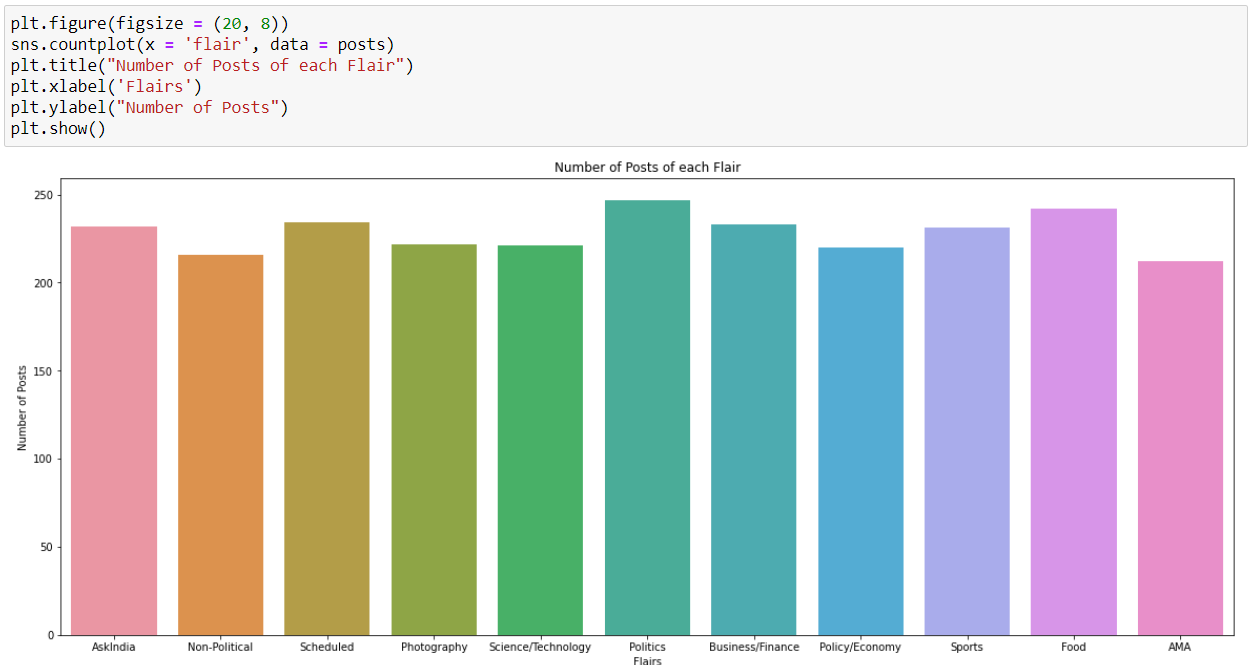 plt.figure(figsize = (20, 8))
sns.countplot(x = 'flair', data = posts)
plt.title("Number of Posts of each Flair")
plt.xlabel('Flairs')
plt.ylabel("Number of Posts")
plt.show()
Number of Posts of each Flair
250
200
150
100
50
0
Number of Posts
AskIndia Non-Political Scheduled Photography Science/Technology Politics Business/Finance Policy/Economy Sports Food AMA
Flairs